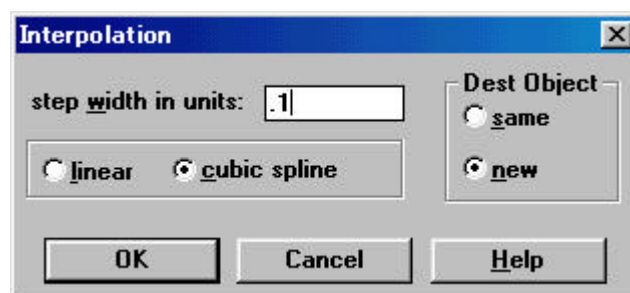 Interpolation
step width in units: .1
Dest Object
same
linear cubic spline
new
OK Cancel Help